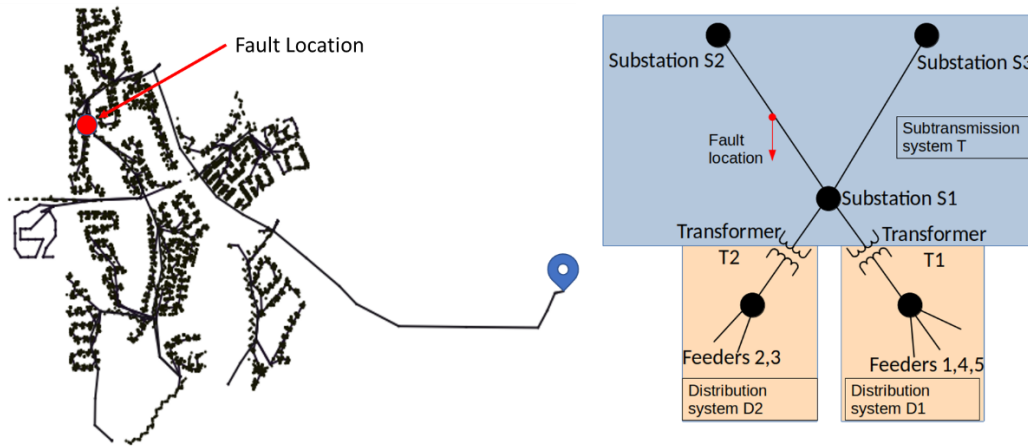 Fault Location
Substation S2
Substation S3
Fault
location
Subtransmission
system T
Substation S1
Transformer
T2
Transformer
T1
Feeders 2,3
Feeders 1,4,5
Distribution
system D2
Distribution
system D1